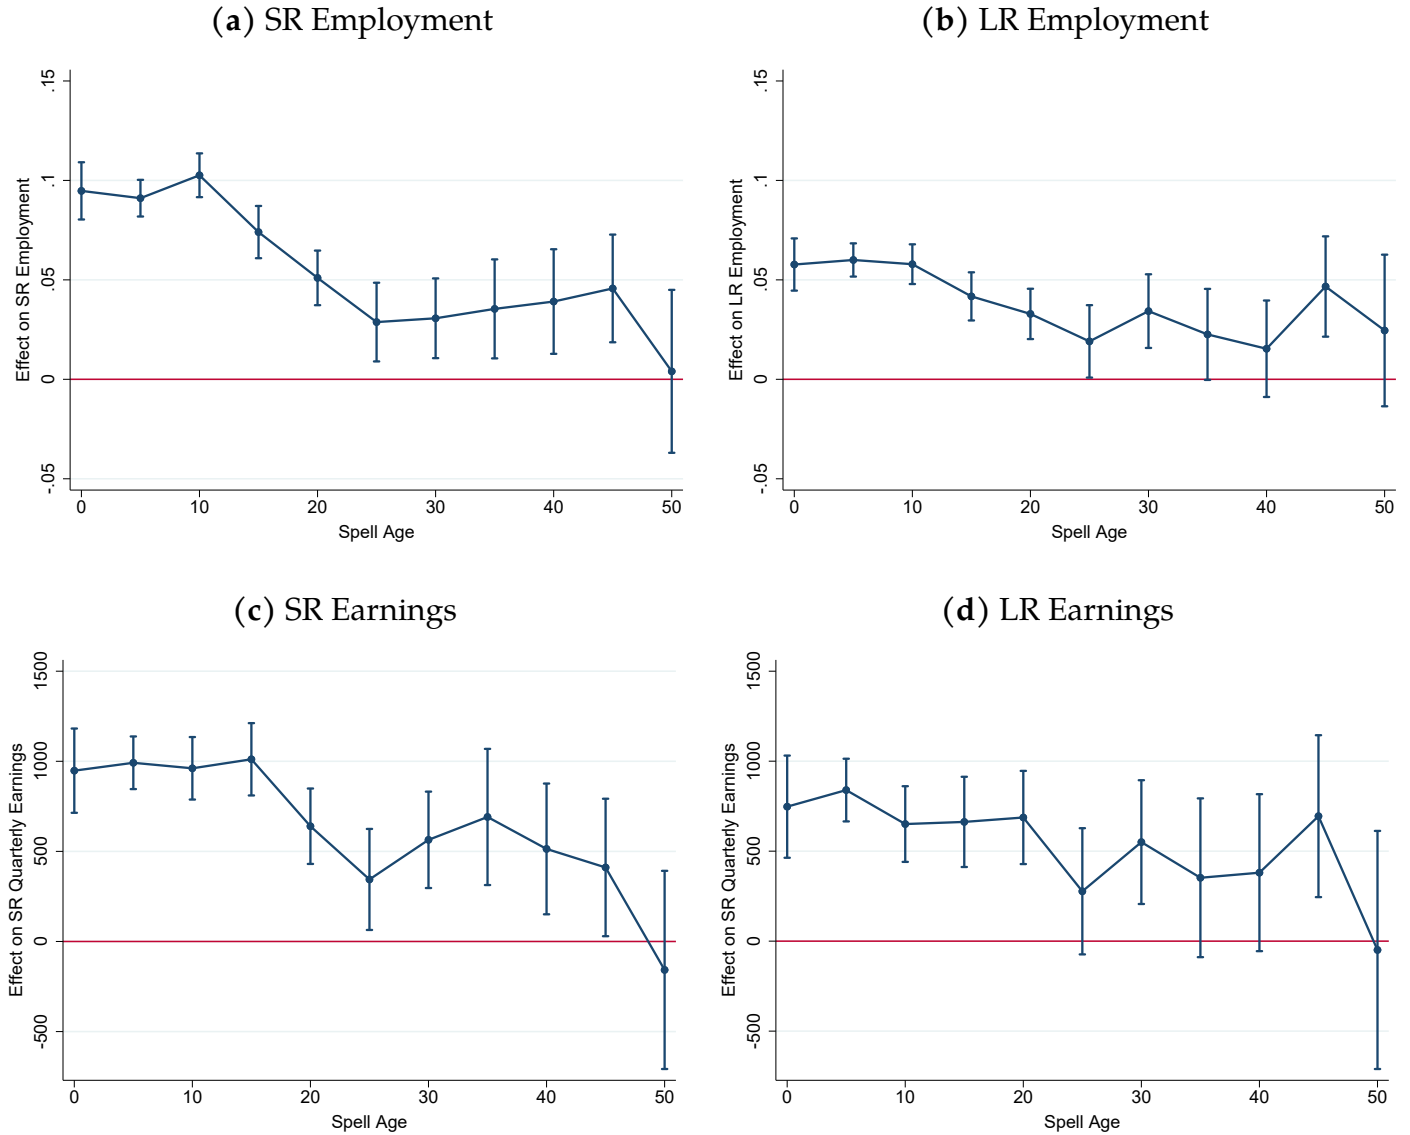 (a) SR Employment
Effect on SR Employment
.15
.1
.05
0
-.05
0 10 20 30 40 50
Spell Age
(b) LR Employment
Effect on LR Employment
.15
.1
.05
0
-.05
0 10 20 30 40 50
Spell Age
(c) SR Earnings
Effect on SR Quarterly Earnings
1500
1000
500
0
-500
0 10 20 30 40 50
Spell Age
(d) LR Earnings
Effect on SR Quarterly Earnings
1500
1000
500
0
-500
0 10 20 30 40 50
Spell Age